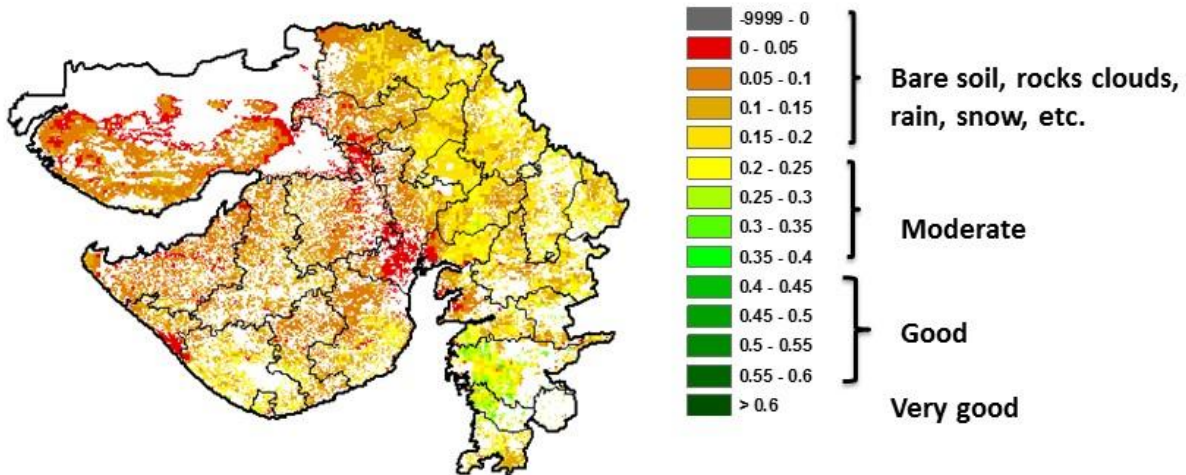 -9999 - 0
0 - 0.05
0.05 - 0.1
0.1 - 0.15
0.15 - 0.2
0.2 - 0.25
0.25 - 0.3
0.3 - 0.35
0.35 - 0.4
0.4 - 0.45
0.45 - 0.5
0.5 - 0.55
0.55 - 0.6
> 0.6
Bare soil, rocks clouds,
rain, snow, etc.
Moderate
Good
Very good